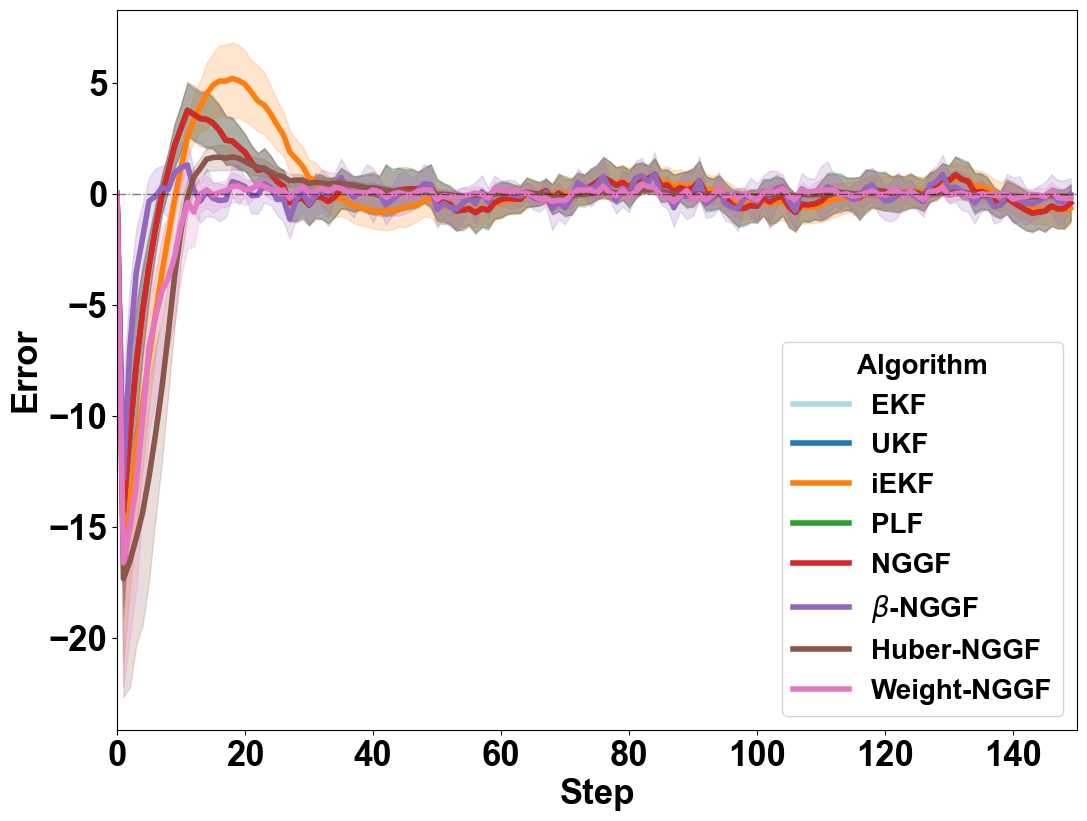 5
0
−5
−10
−15
−20
Error
0 20 40 60 80 100 120 140
Step
Algorithm
EKF
UKF
iEKF
PLF
NGGF
β-NGGF
Huber-NGGF
Weight-NGGF